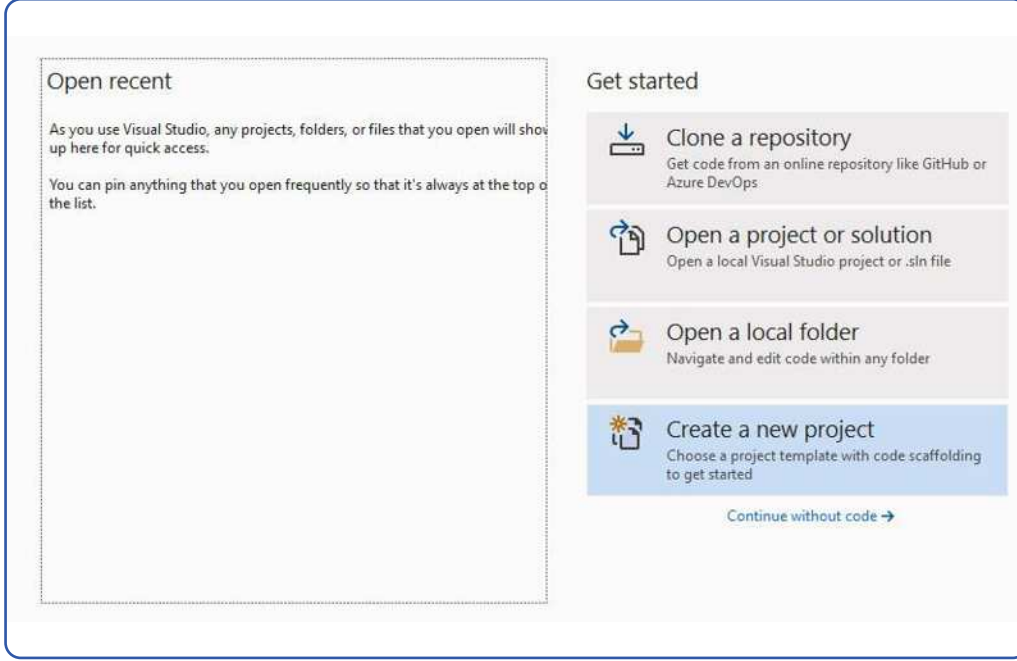 Open recent
As you use Visual Studio, any projects, folders, or files that you open will show
up here for quick access.
You can pin anything that you open frequently so that it's always at the top o
the list.
Get started
Clone a repository
Get code from an online repository like GitHub or
Azure DevOps
Open a project or solution
Open a local Visual Studio project or .sln file
Open a local folder
Navigate and edit code within any folder
Create a new project
Choose a project template with code scaffolding
to get started
Continue without code →